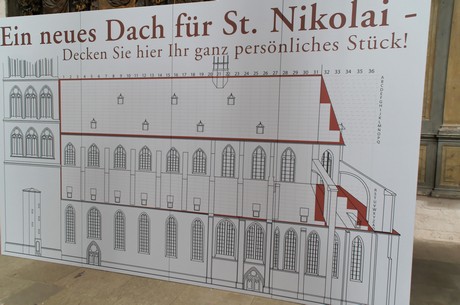 Ein neues Dach für St. Nikolai -
Decken Sie hier Ihr ganz persönliches Stück!